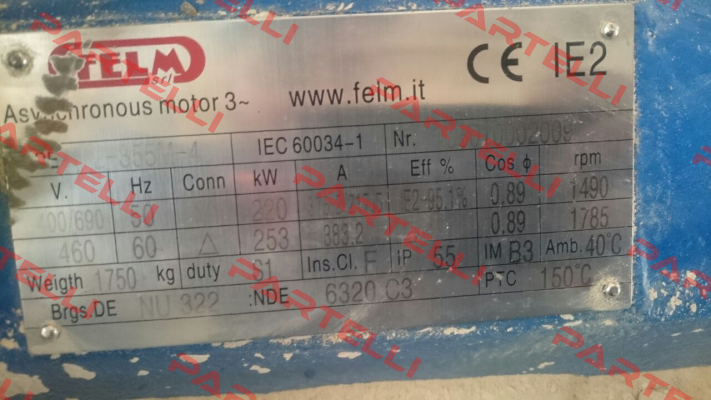 FELM srl
CE IE2
Asynchronous motor 3~ www.felm.it
355M-4 IEC 60034-1 Nr.
V. Hz Conn kW A Eff % Cos φ rpm
400/690 50 220 0.89 1490
460 60 △ 253 383.2 0.89 1785
Weigth 1750 kg duty S1 Ins.Cl. F iP 55 IM B3 Amb. 40°C
Brgs.DE NU 322 :NDE 6320 C3 PTC 150°C
PARTELLI